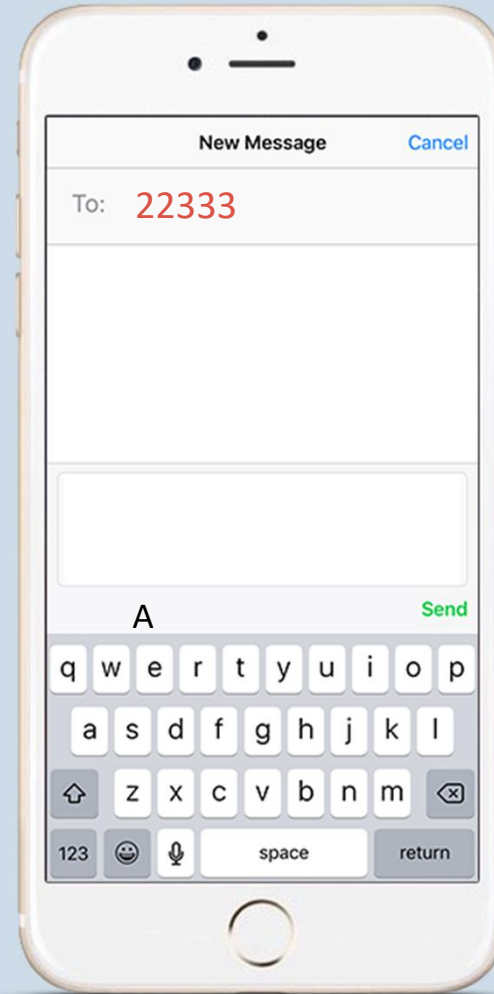 New Message Cancel
To: 22333
A Send
q w e r t y u i o p
a s d f g h j k l
z x c v b n m
123 space return